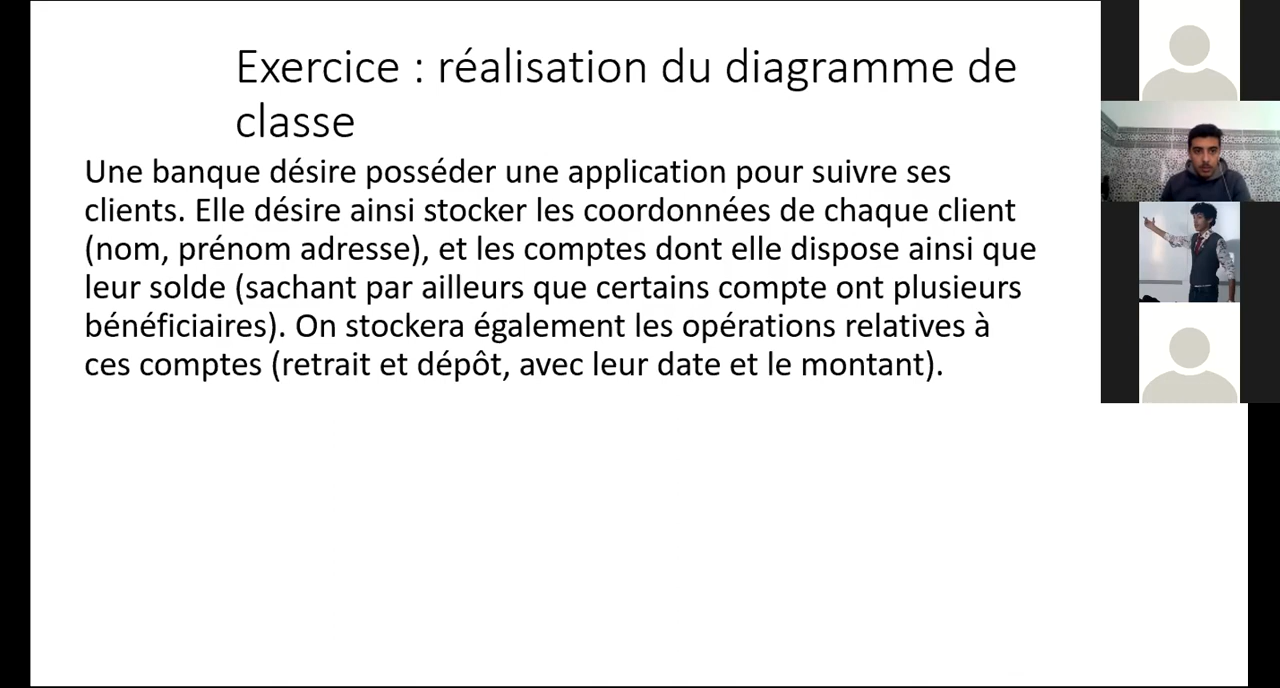 Exercice : réalisation du diagramme de
classe
Une banque désire posséder une application pour suivre ses
clients. Elle désire ainsi stocker les coordonnées de chaque client
(nom, prénom adresse), et les comptes dont elle dispose ainsi que
leur solde (sachant par ailleurs que certains compte ont plusieurs
bénéficiaires). On stockera également les opérations relatives à
ces comptes (retrait et dépôt, avec leur date et le montant).